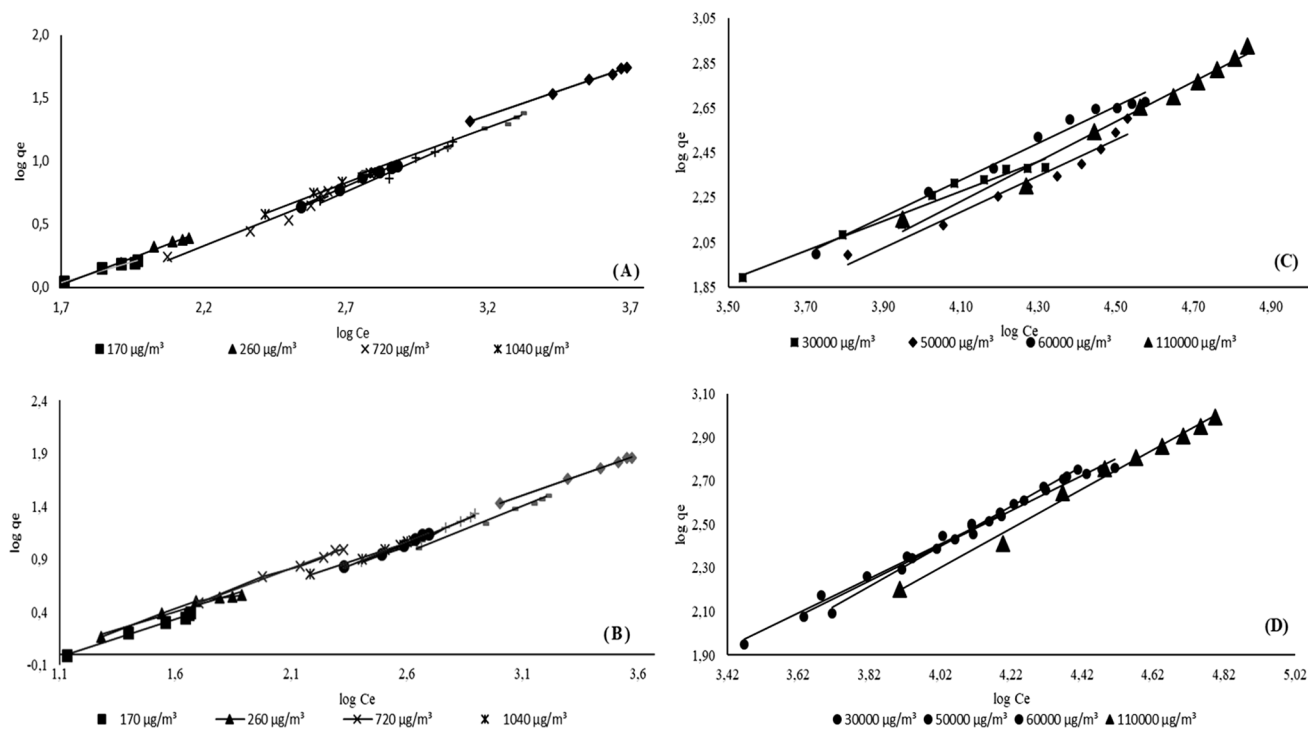 2,0
1,5
1,0
0,5
0,0
log qe
1,7 2,2 2,7 3,2 3,7
log Ce
(A)
170 µg/m³ 260 µg/m³ 720 µg/m³ 1040 µg/m³
3,05
2,85
2,65
2,45
2,25
2,05
1,85
log qe
3,50 3,70 3,90 4,10 4,30 4,50 4,70 4,90
log Ce
(C)
30000 µg/m³ 50000 µg/m³ 60000 µg/m³ 110000 µg/m³
2,4
1,9
1,4
0,9
0,4
-0,1
log qe
1,1 1,6 2,1 2,6 3,1 3,6
log Ce
(B)
170 µg/m³ 260 µg/m³ 720 µg/m³ 1040 µg/m³
3,10
2,90
2,70
2,50
2,30
2,10
1,90
log qe
3,42 3,62 3,82 4,02 4,22 4,42 4,62 4,82 5,02
log Ce
(D)
30000 µg/m³ 50000 µg/m³ 60000 µg/m³ 110000 µg/m³